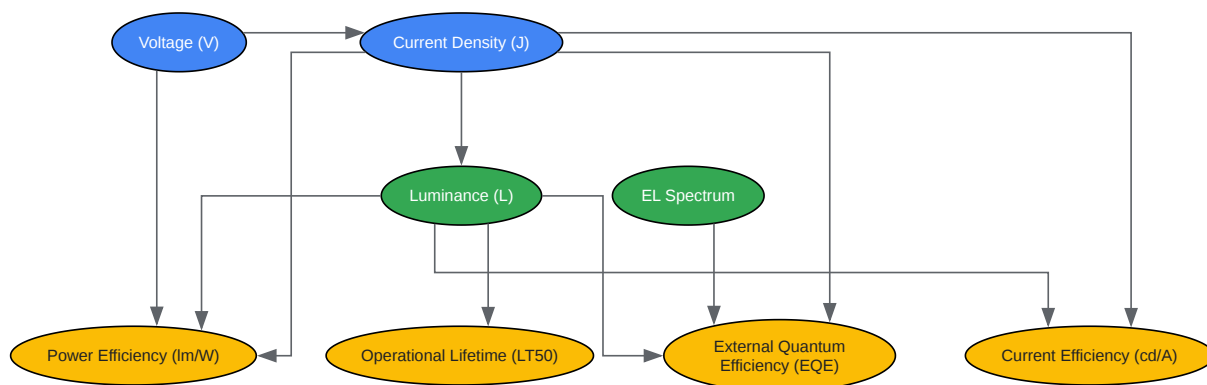 Voltage (V)
Current Density (J)
Luminance (L)
EL Spectrum
Power Efficiency (lm/W)
Operational Lifetime (LT50)
External Quantum
Efficiency (EQE)
Current Efficiency (cd/A)